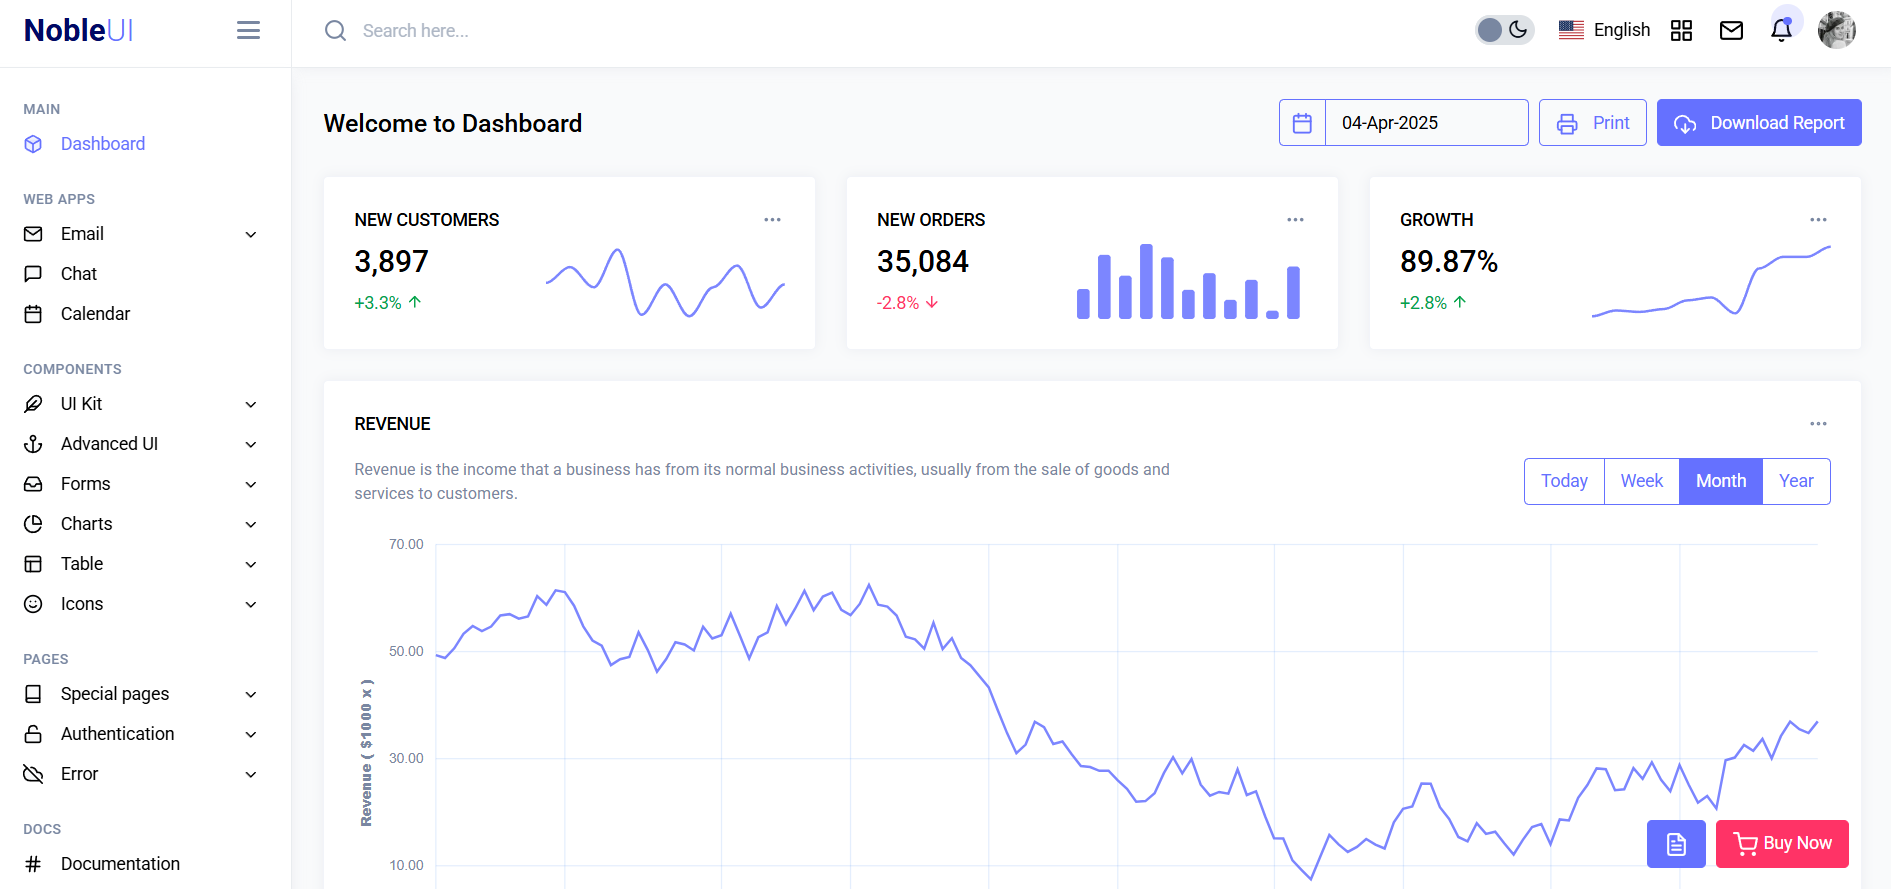 NobleUI
Search here...
English
MAIN
Dashboard
WEB APPS
Email
Chat
Calendar
COMPONENTS
UI Kit
Advanced UI
Forms
Charts
Table
Icons
PAGES
Special pages
Authentication
Error
DOCS
Documentation
Welcome to Dashboard
04-Apr-2025
Print
Download Report
NEW CUSTOMERS
3,897
+3.3%
NEW ORDERS
35,084
-2.8%
GROWTH
89.87%
+2.8%
REVENUE
Revenue is the income that a business has from its normal business activities, usually from the sale of goods and
services to customers.
Today
Week
Month
Year
70.00
50.00
30.00
10.00
Revenue ( $1000 x )
Buy Now